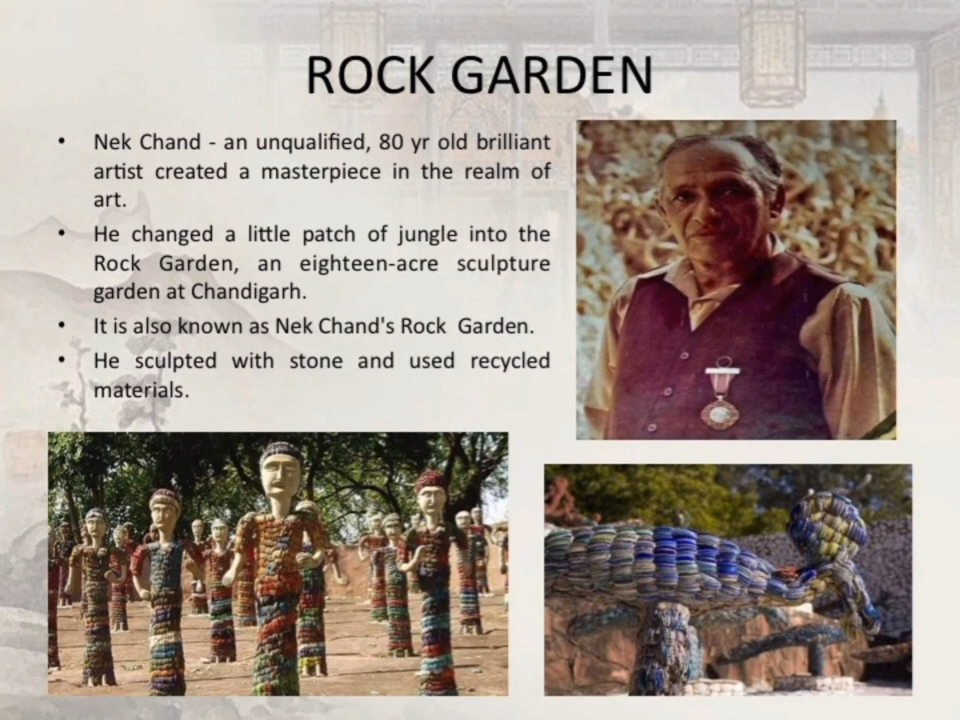 ROCK GARDEN
• Nek Chand - an unqualified, 80 yr old brilliant
artist created a masterpiece in the realm of
art.
• He changed a little patch of jungle into the
Rock Garden, an eighteen-acre sculpture
garden at Chandigarh.
• It is also known as Nek Chand's Rock  Garden.
• He sculpted with stone and used recycled
materials.